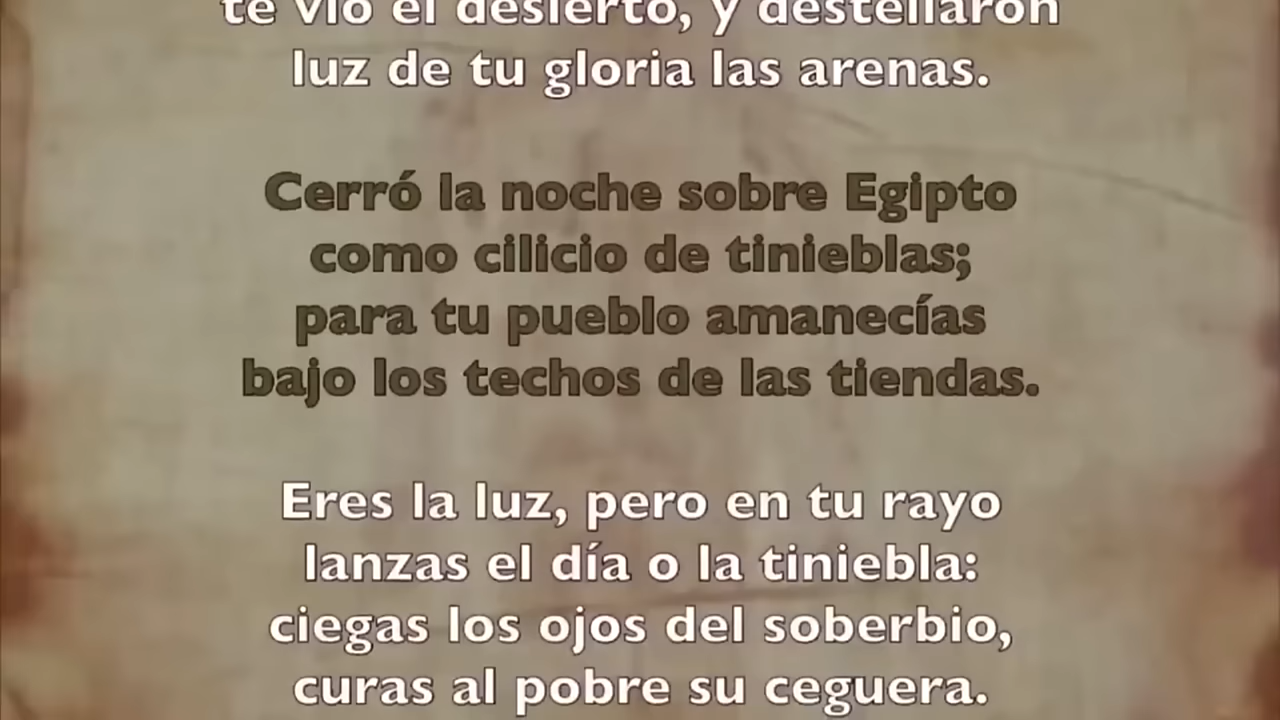 te vio el desierto, y destellaron
luz de tu gloria las arenas.
Cerró la noche sobre Egipto
como cilicio de tinieblas;
para tu pueblo amanecías
bajo los techos de las tiendas.
Eres la luz, pero en tu rayo
lanzas el día o la tiniebla:
ciegas los ojos del soberbio,
curas al pobre su ceguera.